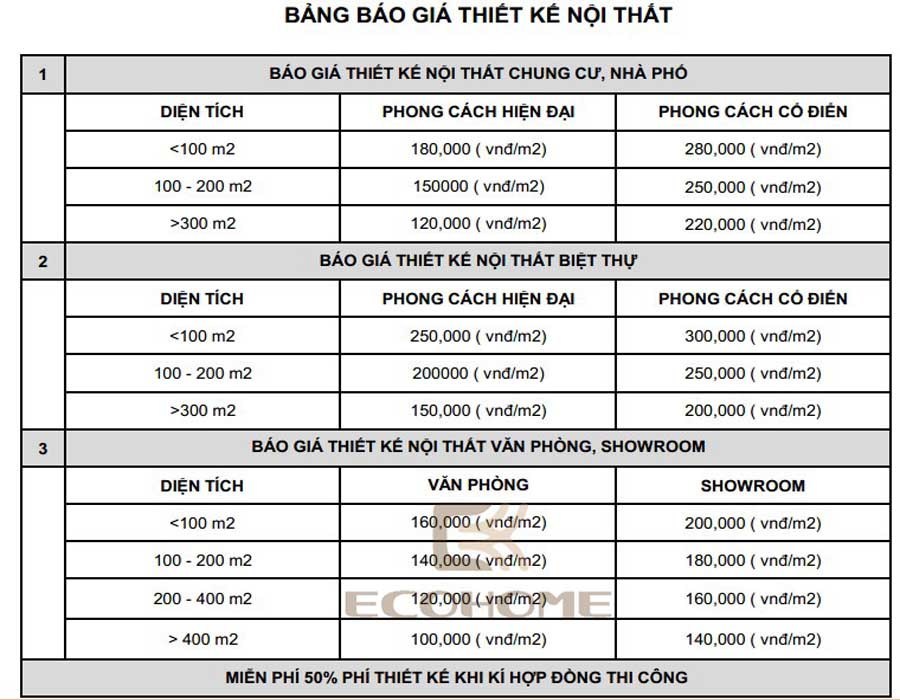 BẢNG BÁO GIÁ THIẾT KẾ NỘI THẤT
1 BÁO GIÁ THIẾT KẾ NỘI THẤT CHUNG CƯ, NHÀ PHỐ
DIỆN TÍCH PHONG CÁCH HIỆN ĐẠI PHONG CÁCH CỔ ĐIỂN
<100 m2 180,000 ( vnđ/m2) 280,000 ( vnđ/m2)
100 - 200 m2 150000 ( vnđ/m2) 250,000 ( vnđ/m2)
>300 m2 120,000 ( vnđ/m2) 220,000 ( vnđ/m2)
2 BÁO GIÁ THIẾT KẾ NỘI THẤT BIỆT THỰ
DIỆN TÍCH PHONG CÁCH HIỆN ĐẠI PHONG CÁCH CỔ ĐIỂN
<100 m2 250,000 ( vnđ/m2) 300,000 ( vnđ/m2)
100 - 200 m2 200000 ( vnđ/m2) 250,000 ( vnđ/m2)
>300 m2 150,000 ( vnđ/m2) 200,000 ( vnđ/m2)
3 BÁO GIÁ THIẾT KẾ NỘI THẤT VĂN PHÒNG, SHOWROOM
DIỆN TÍCH VĂN PHÒNG SHOWROOM
<100 m2 160,000 ( vnđ/m2) 200,000 ( vnđ/m2)
100 - 200 m2 140,000 ( vnđ/m2) 180,000 ( vnđ/m2)
200 - 400 m2 120,000 ( vnđ/m2) 160,000 ( vnđ/m2)
ECOHOME
> 400 m2 100,000 ( vnđ/m2) 140,000 ( vnđ/m2)
MIỄN PHÍ 50% PHÍ THIẾT KẾ KHI KÍ HỢP ĐỒNG THI CÔNG